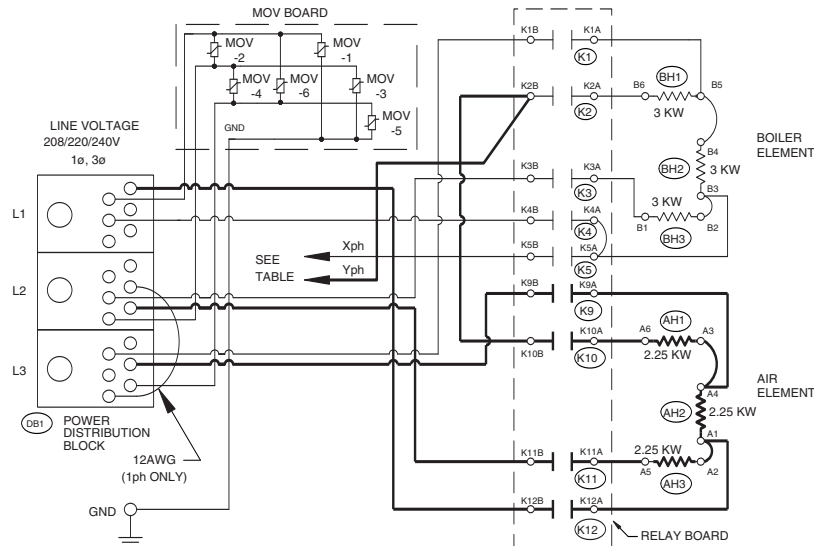 MOV BOARD
MOV
-2
MOV
-1
MOV
-4
MOV
-6
MOV
-3
MOV
-5
GND
LINE VOLTAGE
208/220/240V
1ø, 3ø
L1
L2
L3
DB1
POWER
DISTRIBUTION
BLOCK
12AWG
(1ph ONLY)
GND
SEE
TABLE
Xph
Yph
K1B
K1A
K1
K2B
K2A
K2
K3B
K3A
K3
K4B
K4A
K4
K5B
K5A
K5
K9B
K9A
K9
K10B
K10A
K10
K11B
K11A
K11
K12B
K12A
K12
RELAY BOARD
B6
BH1
B5
3 KW
B4
BH2
3 KW
B3
3 KW
B1
BH3
B2
BOILER
ELEMENT
A6
AH1
A3
2.25 KW
A4
AH2
2.25 KW
A1
2.25 KW
A5
AH3
A2
AIR
ELEMENT